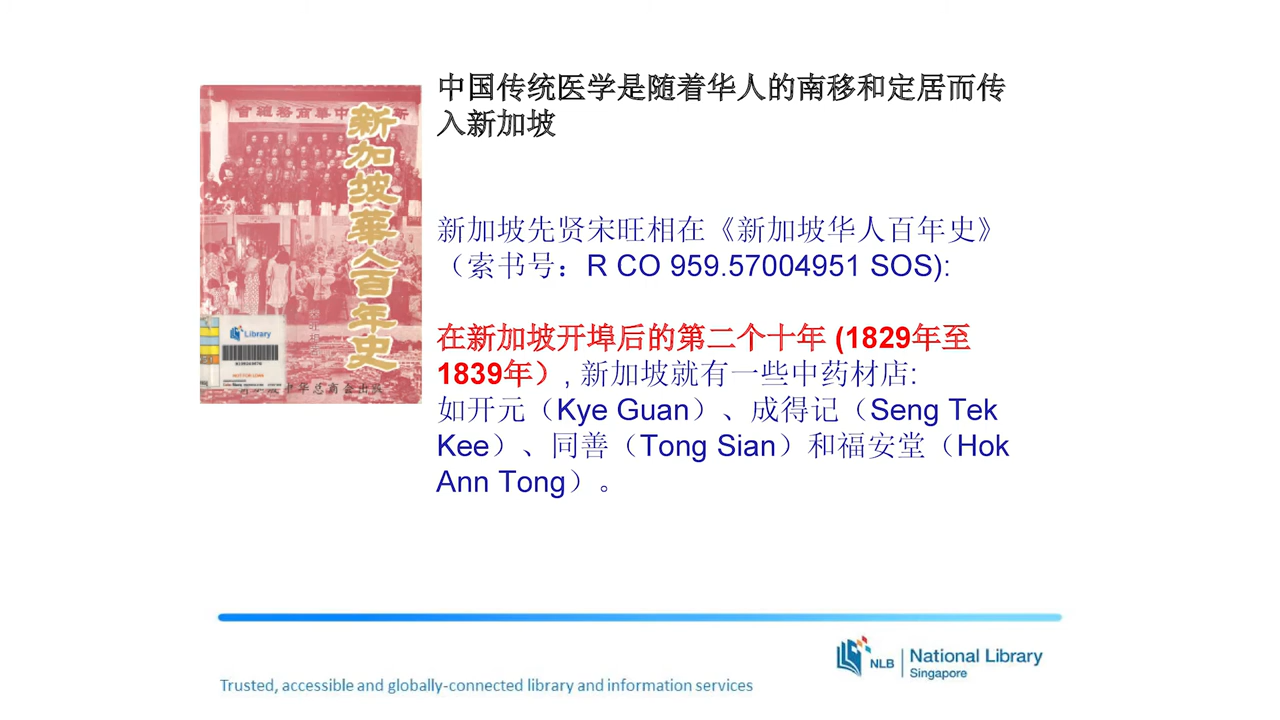 中国传统医学是随着华人的南移和定居而传
入新加坡
新加坡先贤宋旺相在《新加坡华人百年史》
（索书号：R CO 959.57004951 SOS):
在新加坡开埠后的第二个十年 (1829年至
1839年）, 新加坡就有一些中药材店:
如开元（Kye Guan）、成得记（Seng Tek
Kee）、同善（Tong Sian）和福安堂（Hok
Ann Tong）。
新加坡華人百年史
Library
NLB National Library
Singapore
Trusted, accessible and globally-connected library and information services